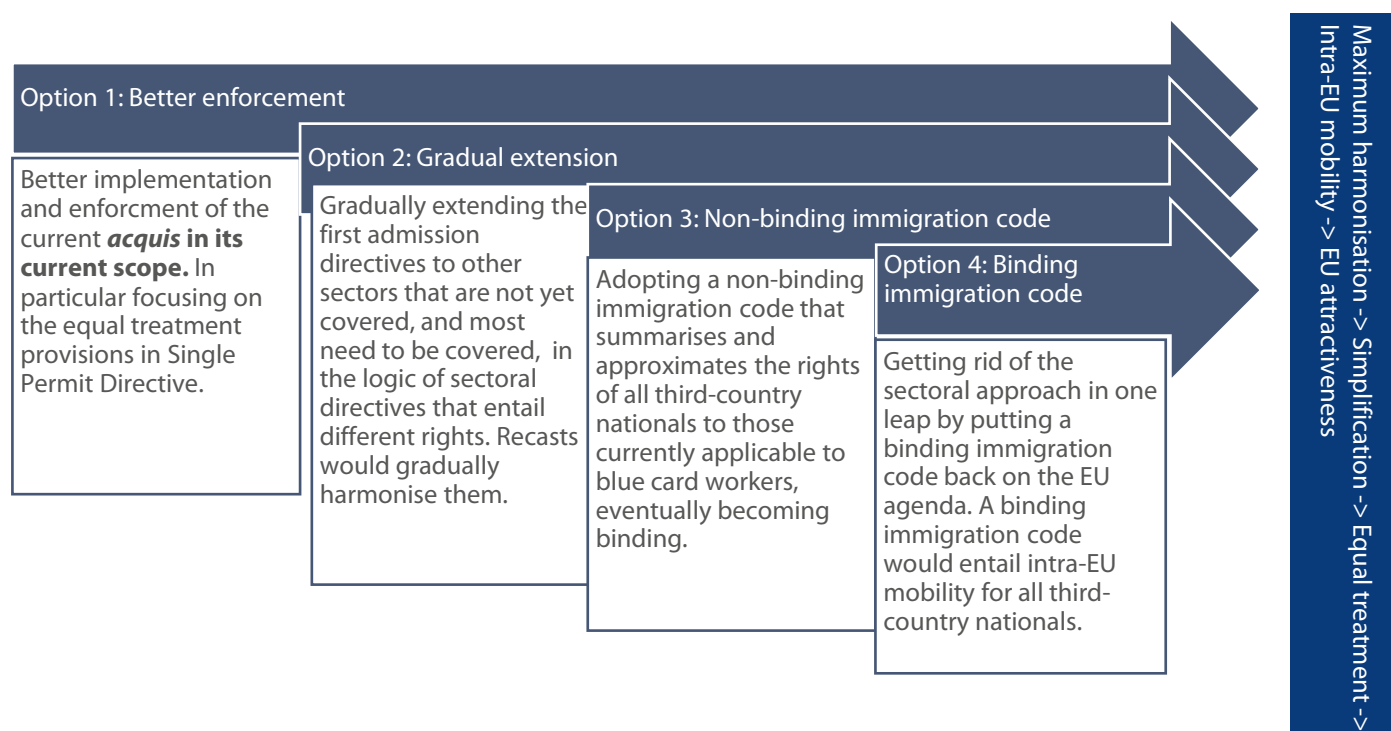 Option 1: Better enforcement
Better implementation
and enforcment of the
current acquis in its
current scope. In
particular focusing on
the equal treatment
provisions in Single
Permit Directive.
Option 2: Gradual extension
Gradually extending the
first admission
directives to other
sectors that are not yet
covered, and most
need to be covered, in
the logic of sectoral
directives that entail
different rights. Recasts
would gradually
harmonise them.
Option 3: Non-binding immigration code
Adopting a non-binding
immigration code that
summarises and
approximates the rights
of all third-country
nationals to those
currently applicable to
blue card workers,
eventually becoming
binding.
Option 4: Binding
immigration code
Getting rid of the
sectoral approach in one
leap by putting a
binding immigration
code back on the EU
agenda. A binding
immigration code
would entail intra-EU
mobility for all third-
country nationals.
Maximum harmonisation -> Simplification -> Equal treatment ->
Intra-EU mobility -> EU attractiveness